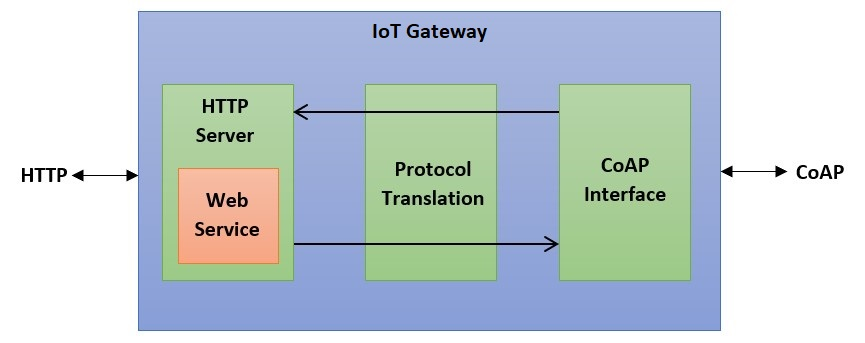 IoT Gateway
HTTP
Server
Web
Service
Protocol
Translation
CoAP
Interface
HTTP
CoAP